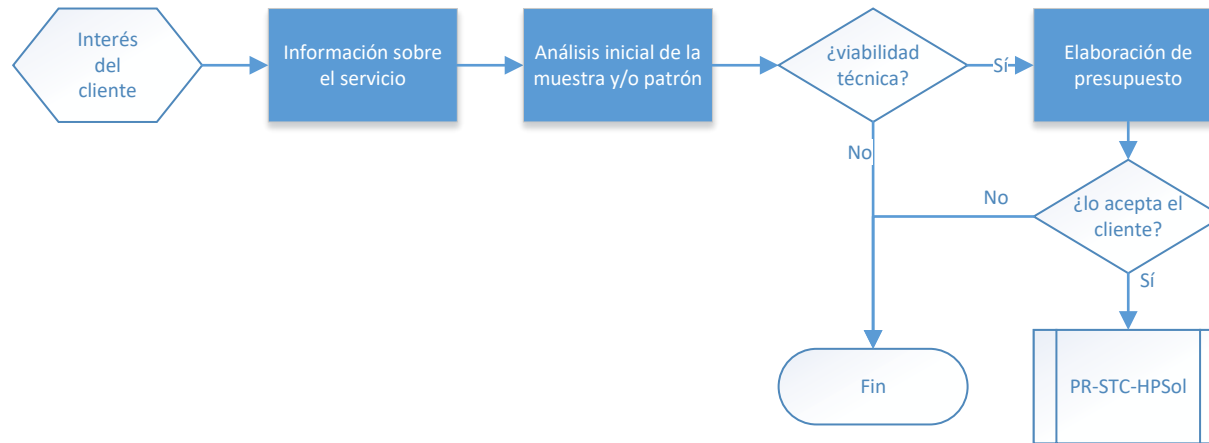 Interés
del
cliente
Información sobre
el servicio
Análisis inicial de la
muestra y/o patrón
¿viabilidad
técnica?
Sí
Elaboración de
presupuesto
No
No
¿lo acepta el
cliente?
Sí
Fin
PR-STC-HPSol